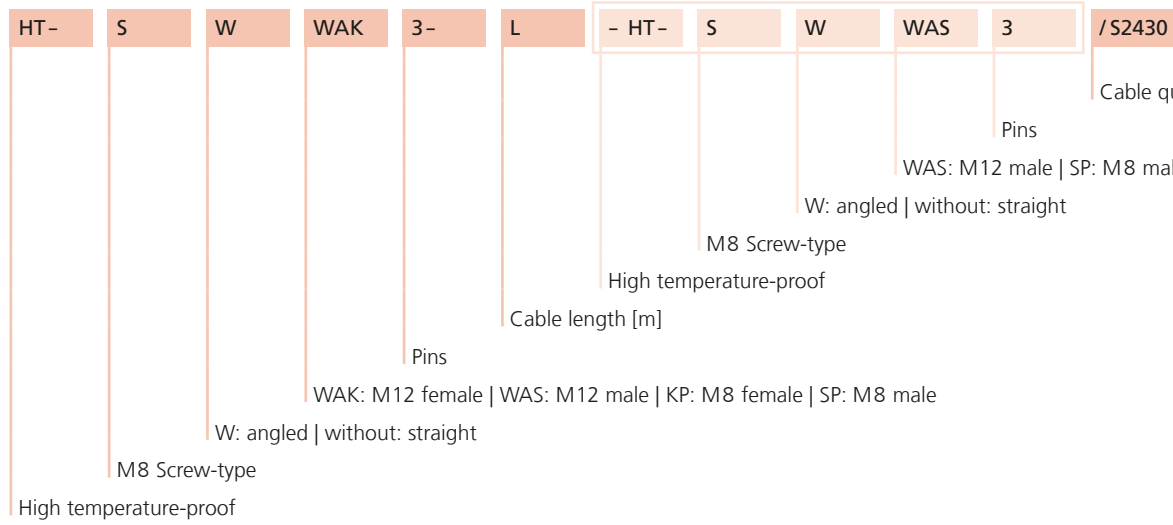 HT- S W WAK 3- L - HT- S W WAS 3 /S2430
Cable
Pins
WAS: M12 male | SP: M8
W: angled | without: straight
M8 Screw-type
High temperature-proof
Cable length [m]
Pins
WAK: M12 female | WAS: M12 male | KP: M8 female | SP: M8 male
W: angled | without: straight
M8 Screw-type
High temperature-proof